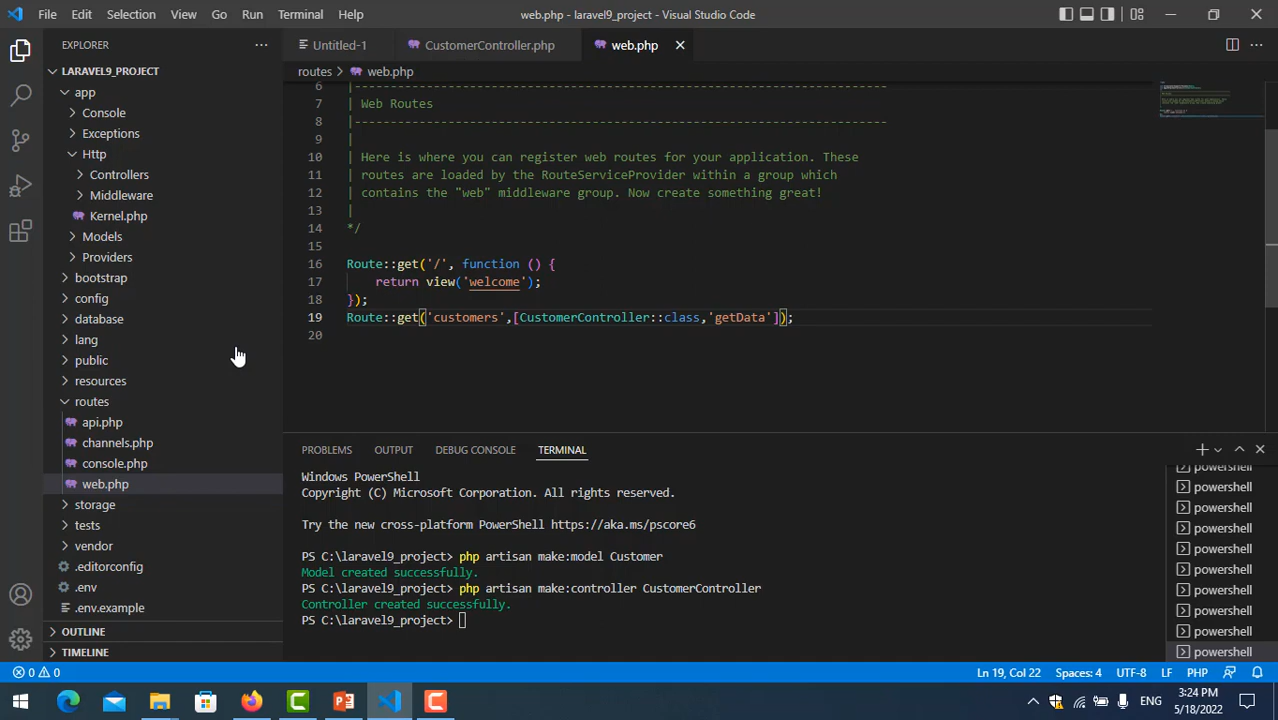 File Edit Selection View Go Run Terminal Help
web.php - laravel9_project - Visual Studio Code
EXPLORER
LARAVEL9_PROJECT
app
Console
Exceptions
Http
Controllers
Middleware
Kernel.php
Models
Providers
bootstrap
config
database
lang
public
resources
routes
api.php
channels.php
console.php
web.php
storage
tests
vendor
.editorconfig
.env
.env.example
OUTLINE
TIMELINE
Untitled-1
CustomerController.php
web.php
routes > web.php
6 |--------------------------------------------------------------------------
7 | Web Routes
8 |--------------------------------------------------------------------------
9 |
10 | Here is where you can register web routes for your application. These
11 | routes are loaded by the RouteServiceProvider within a group which
12 | contains the "web" middleware group. Now create something great!
13 |
14 */
15
16 Route::get('/', function () {
17 return view('welcome');
18 });
19 Route::get('customers',[CustomerController::class,'getData']);
20
PROBLEMS OUTPUT DEBUG CONSOLE TERMINAL
Windows PowerShell
Copyright (C) Microsoft Corporation. All rights reserved.
Try the new cross-platform PowerShell https://aka.ms/pscore6
PS C:\laravel9_project> php artisan make:model Customer
Model created successfully.
PS C:\laravel9_project> php artisan make:controller CustomerController
Controller created successfully.
PS C:\laravel9_project>
powershell
powershell
powershell
powershell
powershell
powershell
powershell
powershell
powershell
powershell
0 0
Ln 19, Col 22 Spaces: 4 UTF-8 LF PHP
ENG
3:24 PM
5/18/2022